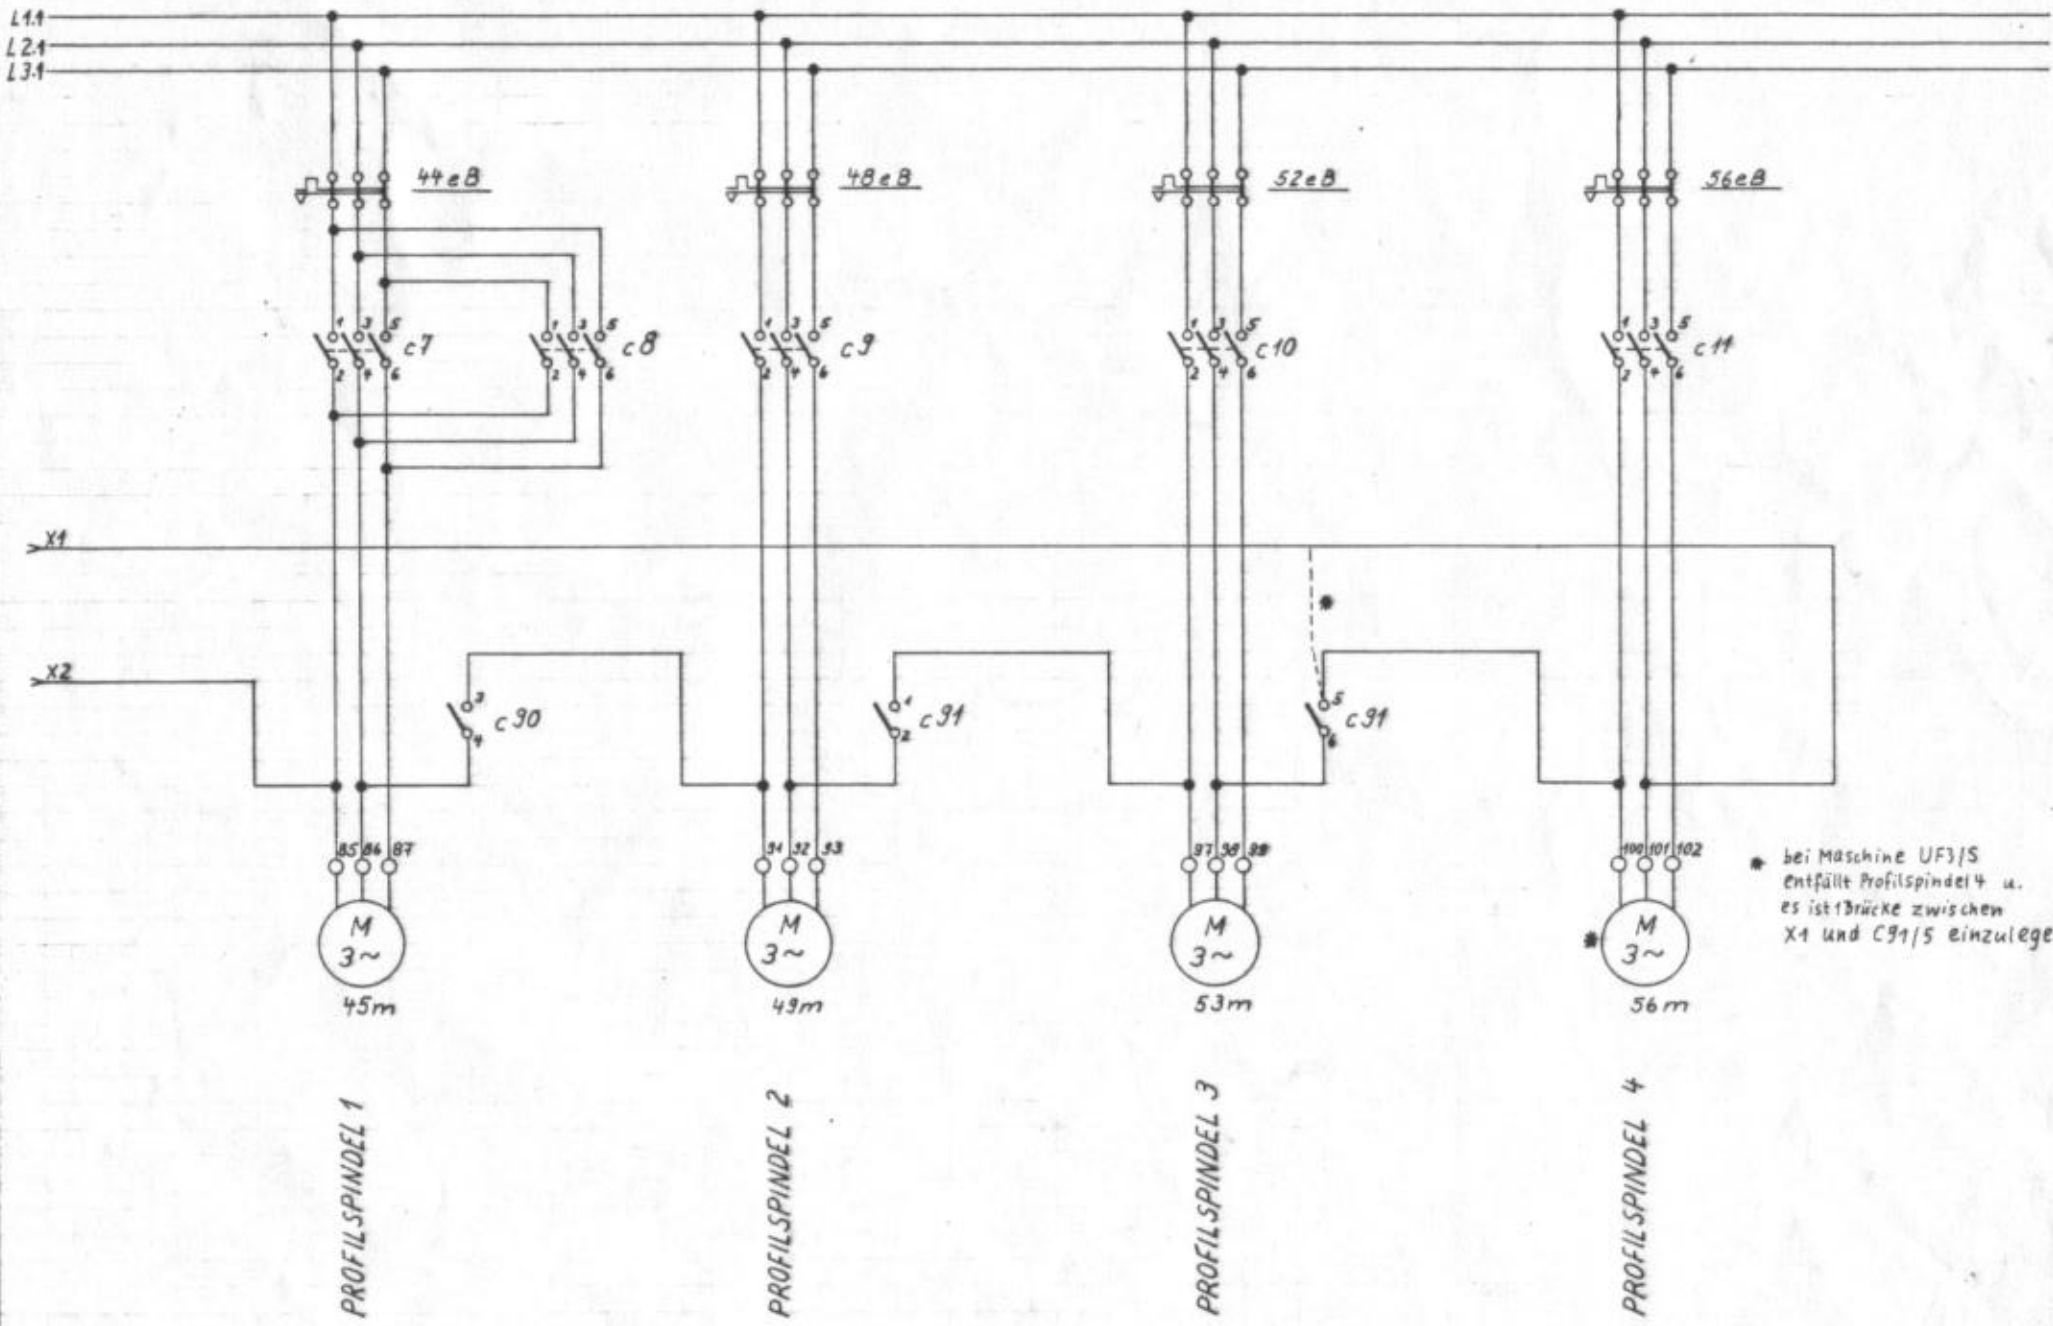 L1.1
L2.1
L3.1
44eB
48eB
52eB
56eB
1 3 5
c7
2 4 6
1 3 5
c8
2 4 6
1 3 5
c9
2 4 6
1 3 5
c10
2 4 6
1 3 5
c11
2 4 6
X1
*
X2
3
c90
4
1
c91
2
5
c91
6
85 86 87
91 92 93
97 98 99
100 101 102
* bei Maschine UF3/S
entfällt Profilspindel 4 u.
es ist 1 Brücke zwischen
X1 und C91/5 einzulege
M
3~
M
3~
M
3~
*
M
3~
45m
49m
53m
56m
PROFILSPINDEL 1
PROFILSPINDEL 2
PROFILSPINDEL 3
PROFILSPINDEL 4